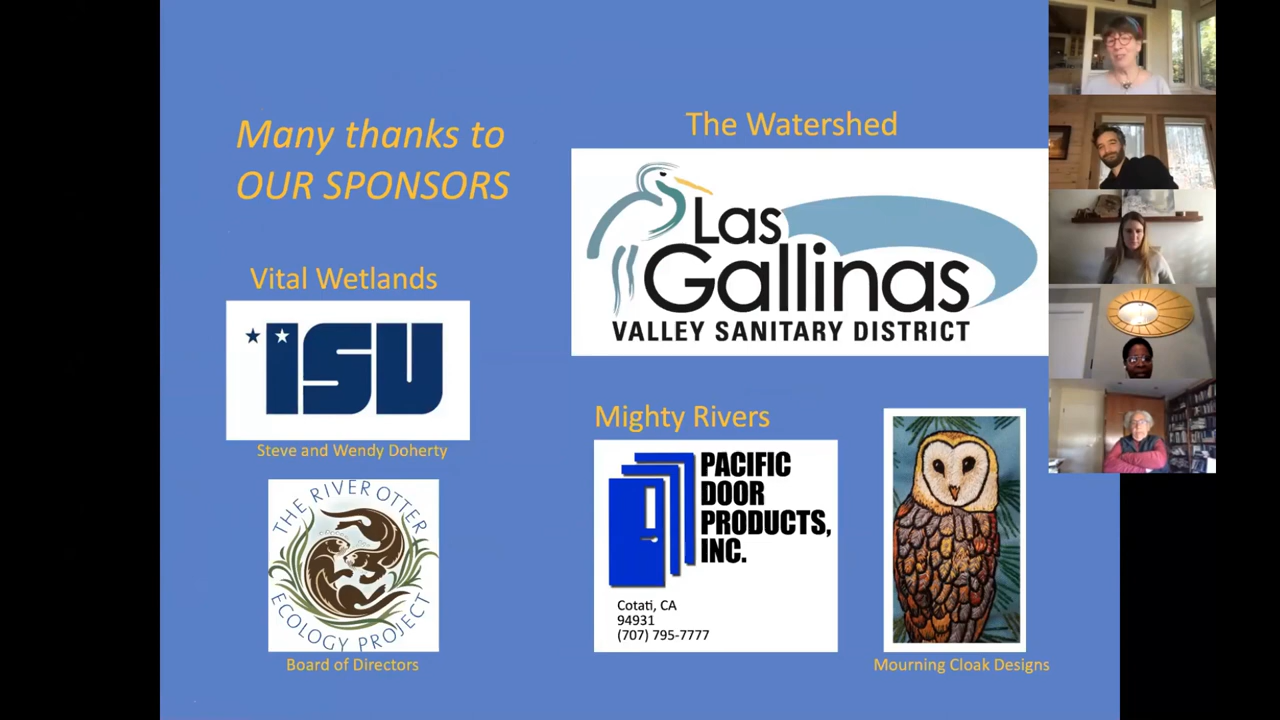 Many thanks to
OUR SPONSORS
Vital Wetlands
ISU
Steve and Wendy Doherty
THE RIVER OTTER
ECOLOGY PROJECT
Board of Directors
The Watershed
Las
Gallinas
VALLEY SANITARY DISTRICT
Mighty Rivers
PACIFIC
DOOR
PRODUCTS,
INC.
Cotati, CA
94931
(707) 795-7777
Mourning Cloak Designs